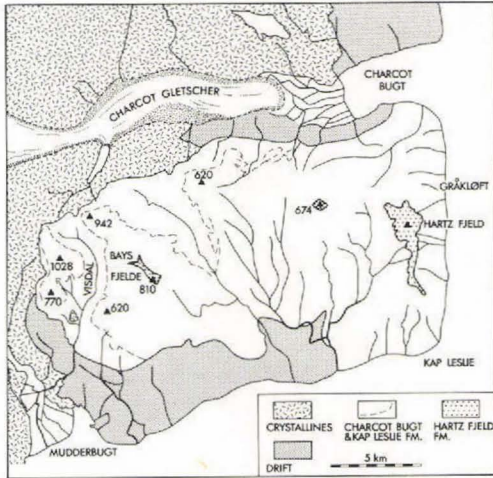 CHARCOT GLETSCHER
CHARCOT
BUGT
620
674
GRÅKLØFT
HARTZ FJELD
942
1028
BAYS
FJELDE
VISDAL
810
770
620
KAP LESLIE
MUDDERBUGT
CRYSTALLINES
CHARCOT BUGT
& KAP LESLIE FM.
HARTZ FJELD
FM.
DRIFT
5 km